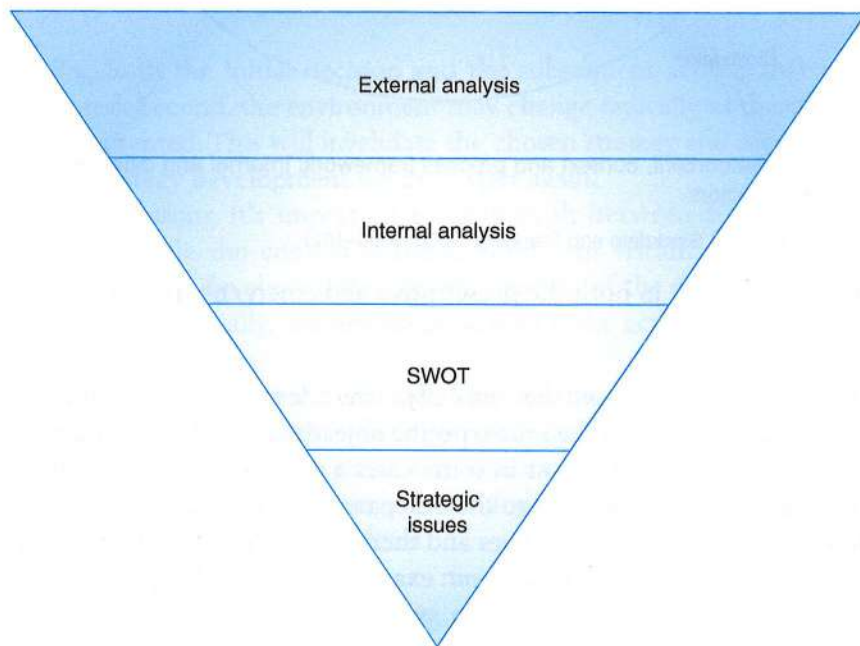 External analysis
Internal analysis
SWOT
Strategic
issues